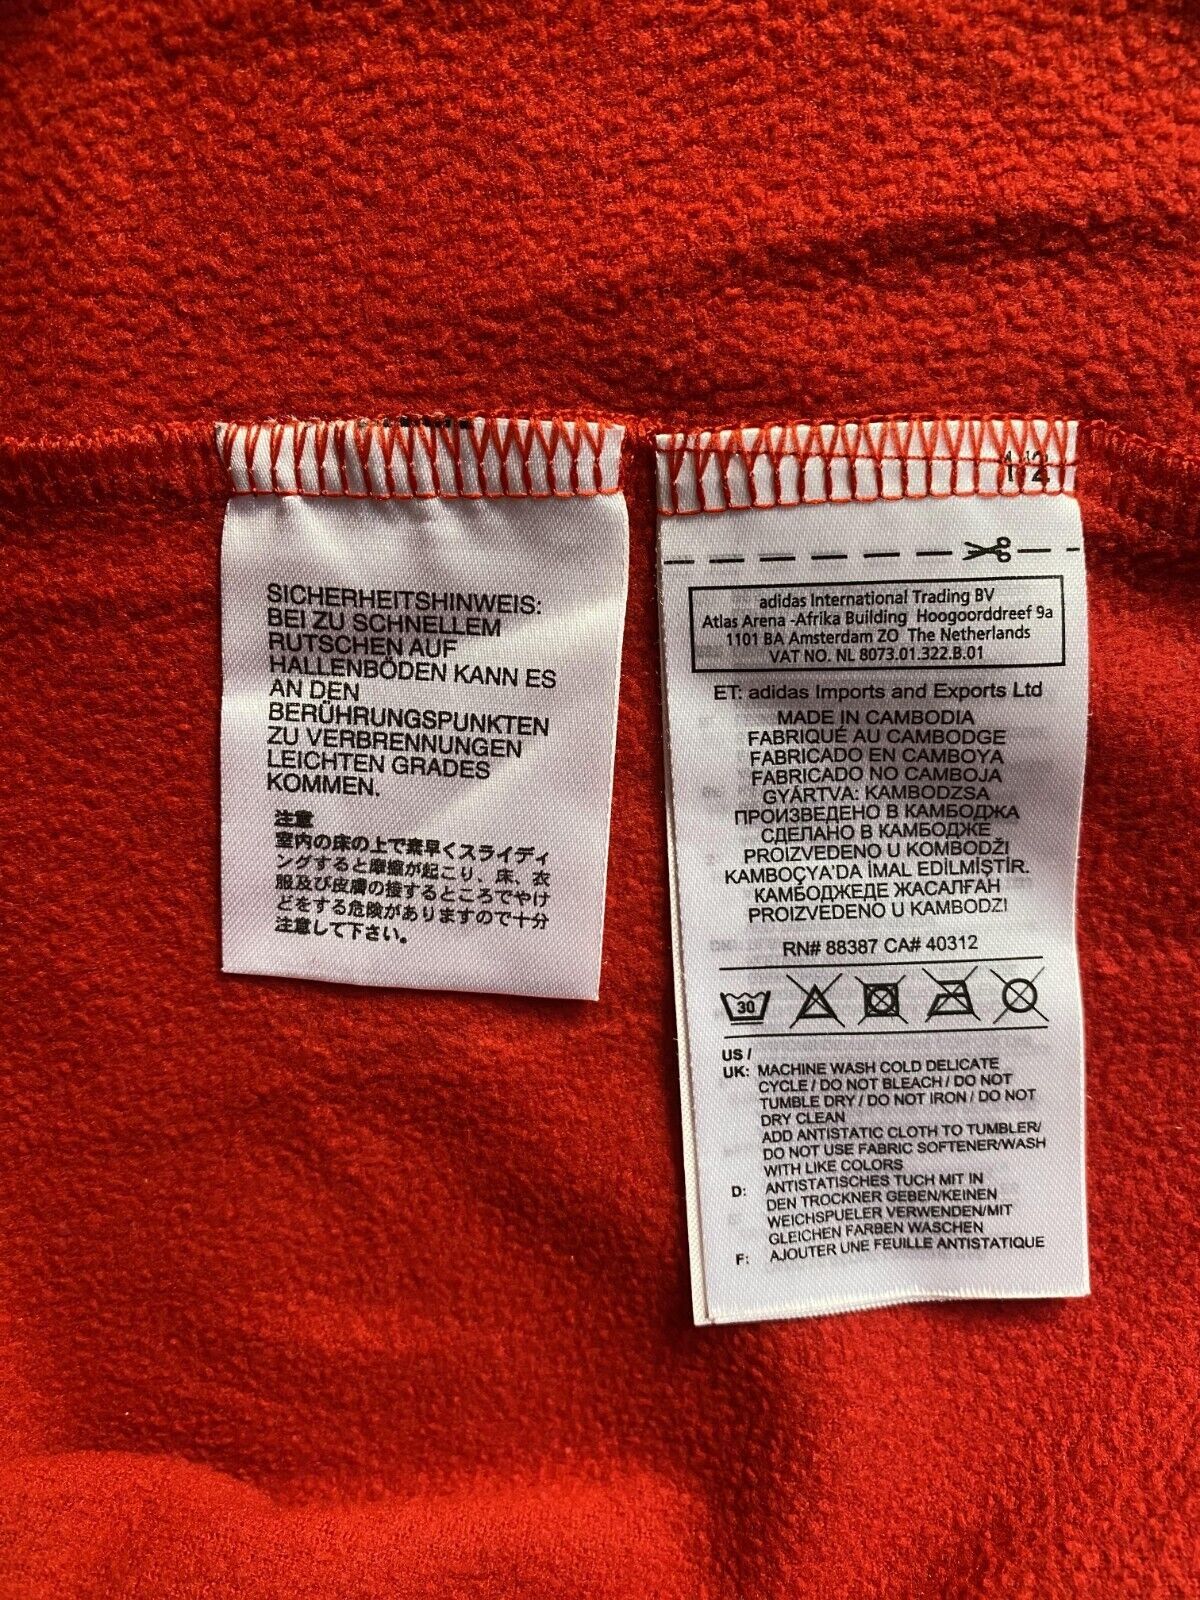 SICHERHEITSHINWEIS:
BEI ZU SCHNELLEM
RUTSCHEN AUF
HALLENBÖDEN KANN ES
AN DEN
BERÜHRUNGSPUNKTEN
ZU VERBRENNUNGEN
LEICHTEN GRADES
KOMMEN.
注意
室内の床の上で素早くスライディ
ングすると摩擦が起こり、床、衣
服及び皮膚の接するところでやけ
どをする危険がありますので十分
注意して下さい。
12
adidas International Trading BV
Atlas Arena -Afrika Building Hoogoorddreef 9a
1101 BA Amsterdam ZO The Netherlands
VAT NO. NL 8073.01.322.B.01
ET: adidas Imports and Exports Ltd
MADE IN CAMBODIA
FABRIQUÉ AU CAMBODGE
FABRICADO EN CAMBOYA
FABRICADO NO CAMBOJA
GYÁRTVA: KAMBODZSA
ПРОИЗВЕДЕНО В КАМБОДЖА
СДЕЛАНО В КАМБОДЖЕ
PROIZVEDENO U KOMBODŽI
KAMBOÇYA'DA İMAL EDİLMİŞTİR.
КАМБОДЖЕДЕ ЖАСАЛҒАН
PROIZVEDENO U KAMBODZI
RN# 88387 CA# 40312
30
US /
UK: MACHINE WASH COLD DELICATE
CYCLE / DO NOT BLEACH / DO NOT
TUMBLE DRY / DO NOT IRON / DO NOT
DRY CLEAN
ADD ANTISTATIC CLOTH TO TUMBLER/
DO NOT USE FABRIC SOFTENER/WASH
WITH LIKE COLORS
D: ANTISTATISCHES TUCH MIT IN
DEN TROCKNER GEBEN/KEINEN
WEICHSPUELER VERWENDEN/MIT
GLEICHEN FARBEN WASCHEN
F: AJOUTER UNE FEUILLE ANTISTATIQUE